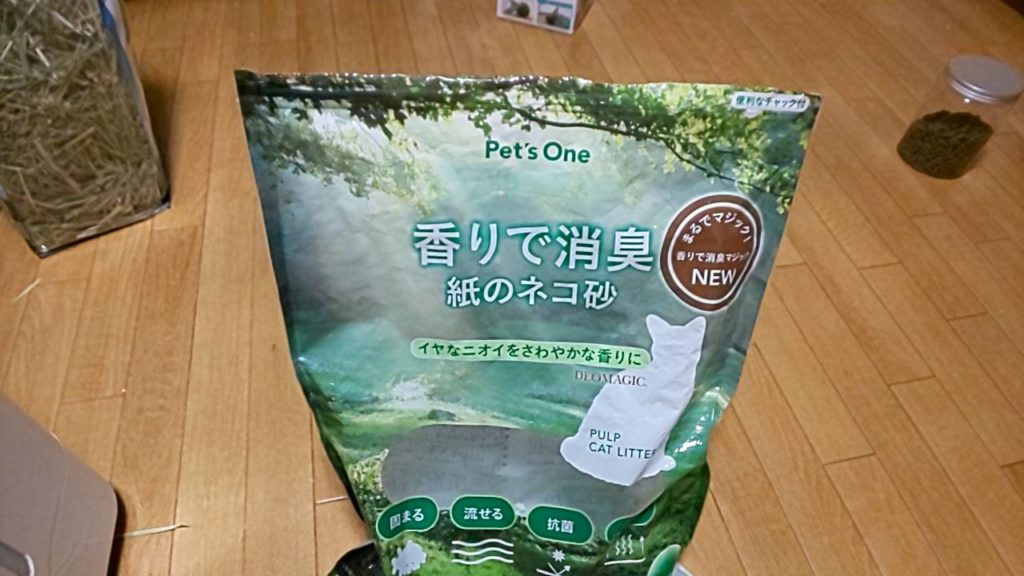 便利なチャック付
Pet's One
香りで消臭
紙のネコ砂
まるでマジック!
香りで消臭マジック
NEW
イヤなニオイをさわやかな香りに
DEOMAGIC
PULP
CAT LITTER
固まる
流せる
抗菌